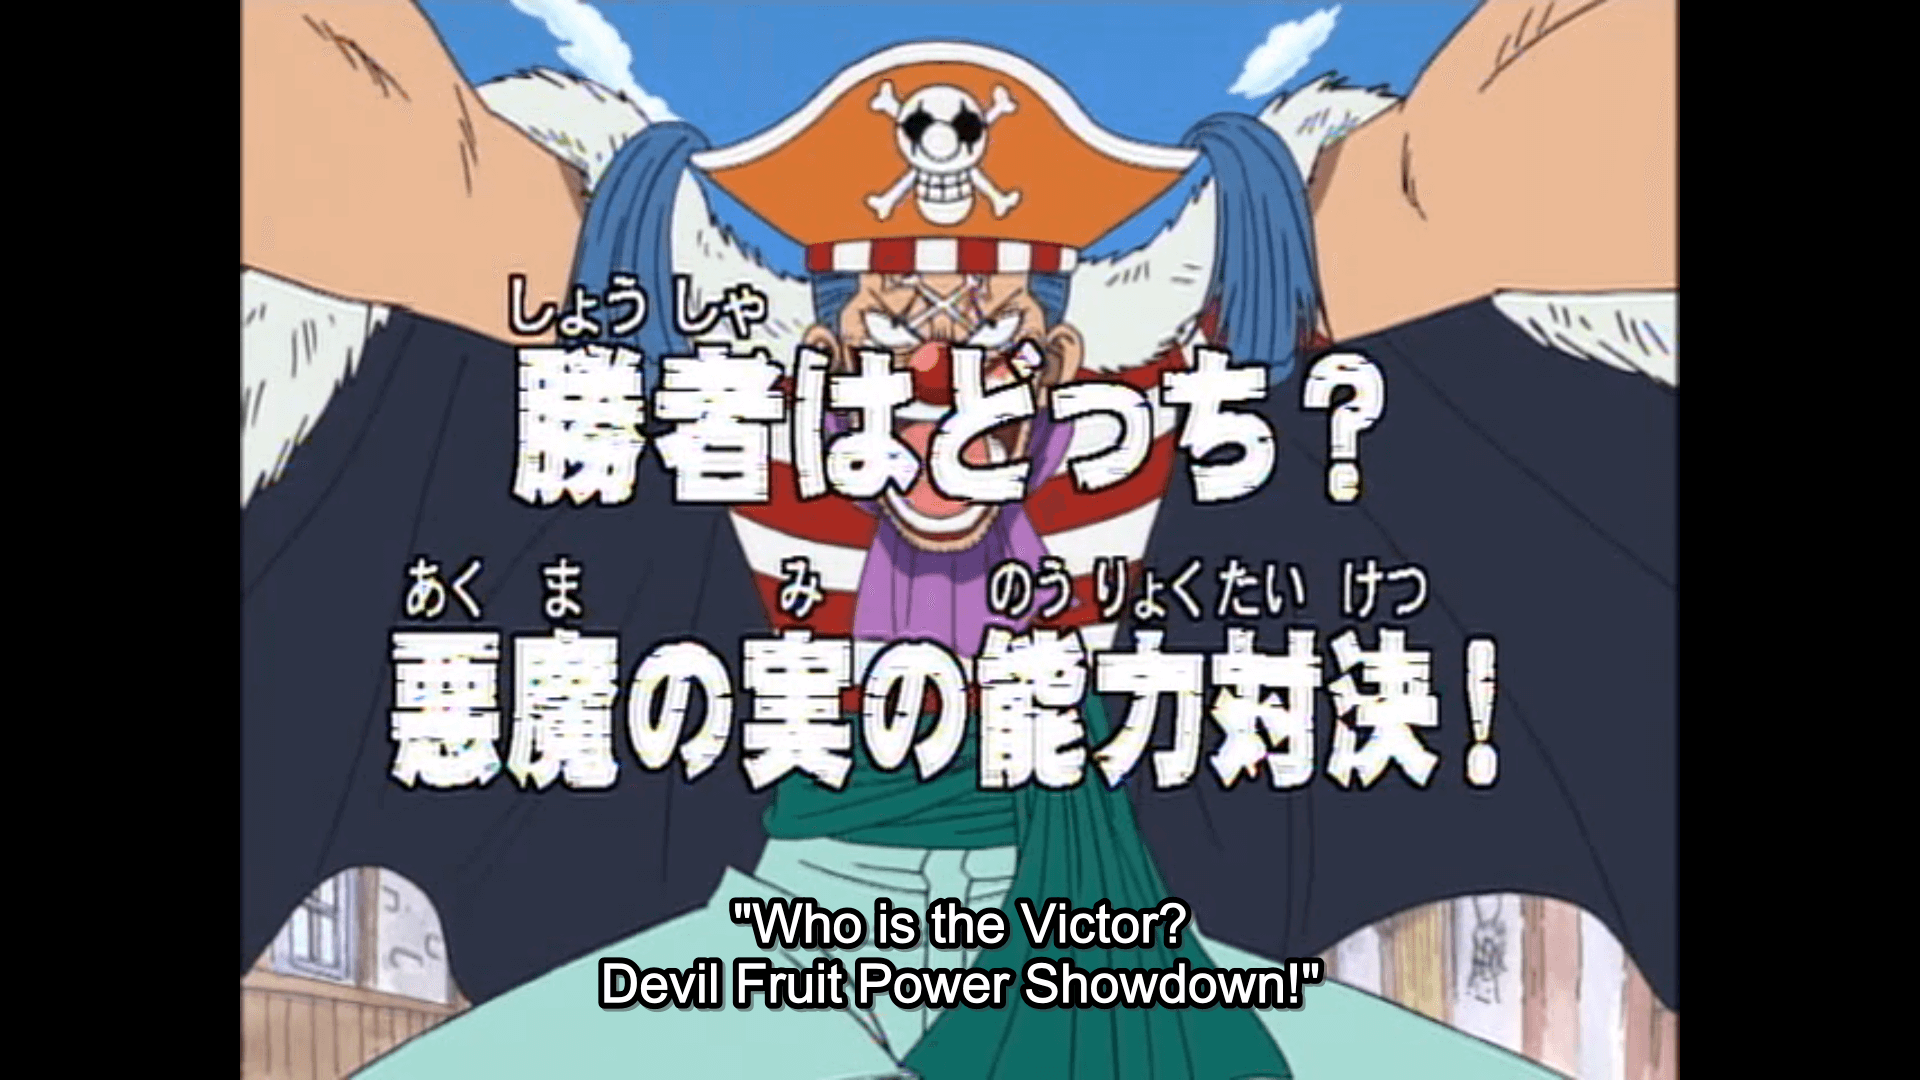 しょうしゃ
勝者はどっち?
あくま み のうりょくたいけつ
悪魔の実の能力対決!
"Who is the Victor?
Devil Fruit Power Showdown!"